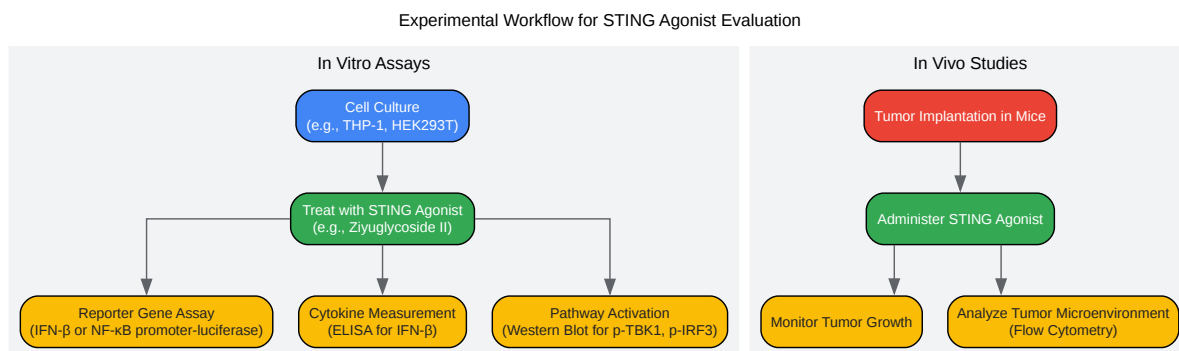 Experimental Workflow for STING Agonist Evaluation
In Vitro Assays
Cell Culture
(e.g., THP-1, HEK293T)
Treat with STING Agonist
(e.g., Ziyuglycoside II)
Reporter Gene Assay
(IFN-β or NF-κB promoter-luciferase)
Cytokine Measurement
(ELISA for IFN-β)
Pathway Activation
(Western Blot for p-TBK1, p-IRF3)
In Vivo Studies
Tumor Implantation in Mice
Administer STING Agonist
Monitor Tumor Growth
Analyze Tumor Microenvironment
(Flow Cytometry)